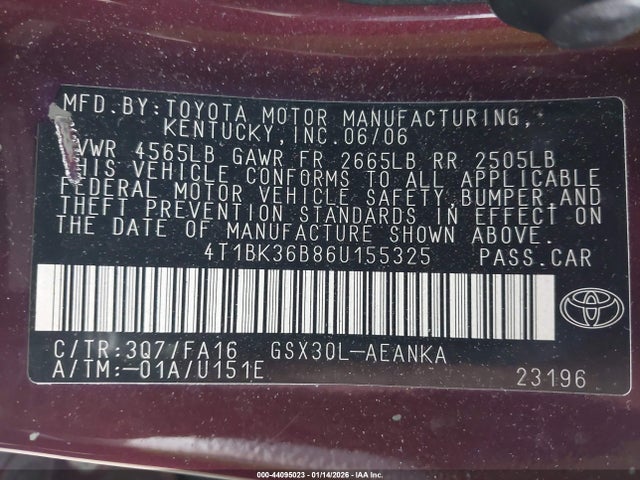 MFD.BY:TOYOTA MOTOR MANUFACTURING,
KENTUCKY,INC. 06/06
VWR 4565LB GAWR FR 2665LB RR 2505LB
THIS VEHICLE CONFORMS TO ALL APPLICABLE
FEDERAL MOTOR VEHICLE SAFETY,BUMPER,AND
THEFT PREVENTION STANDARDS IN EFFECT ON
THE DATE OF MANUFACTURE SHOWN ABOVE.
4T1BK36B86U155325 PASS.CAR
C/TR:3Q7/FA16 GSX30L-AEANKA
A/TM:-01A/U151E 23196
000-44095023 - 01/14/2026 - IAA Inc.